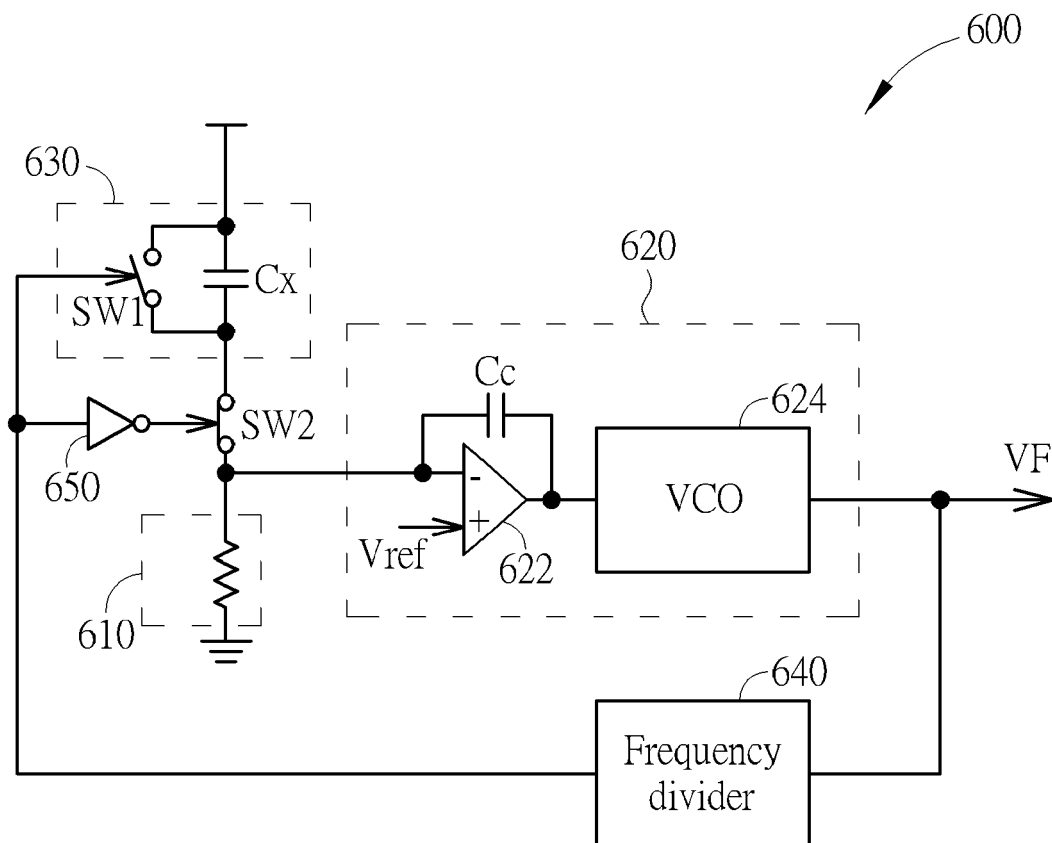 600
630
620
Cx
SW1
Cc
624
SW2
650
VF
-
VCO
+
Vref
622
610
640
Frequency
divider